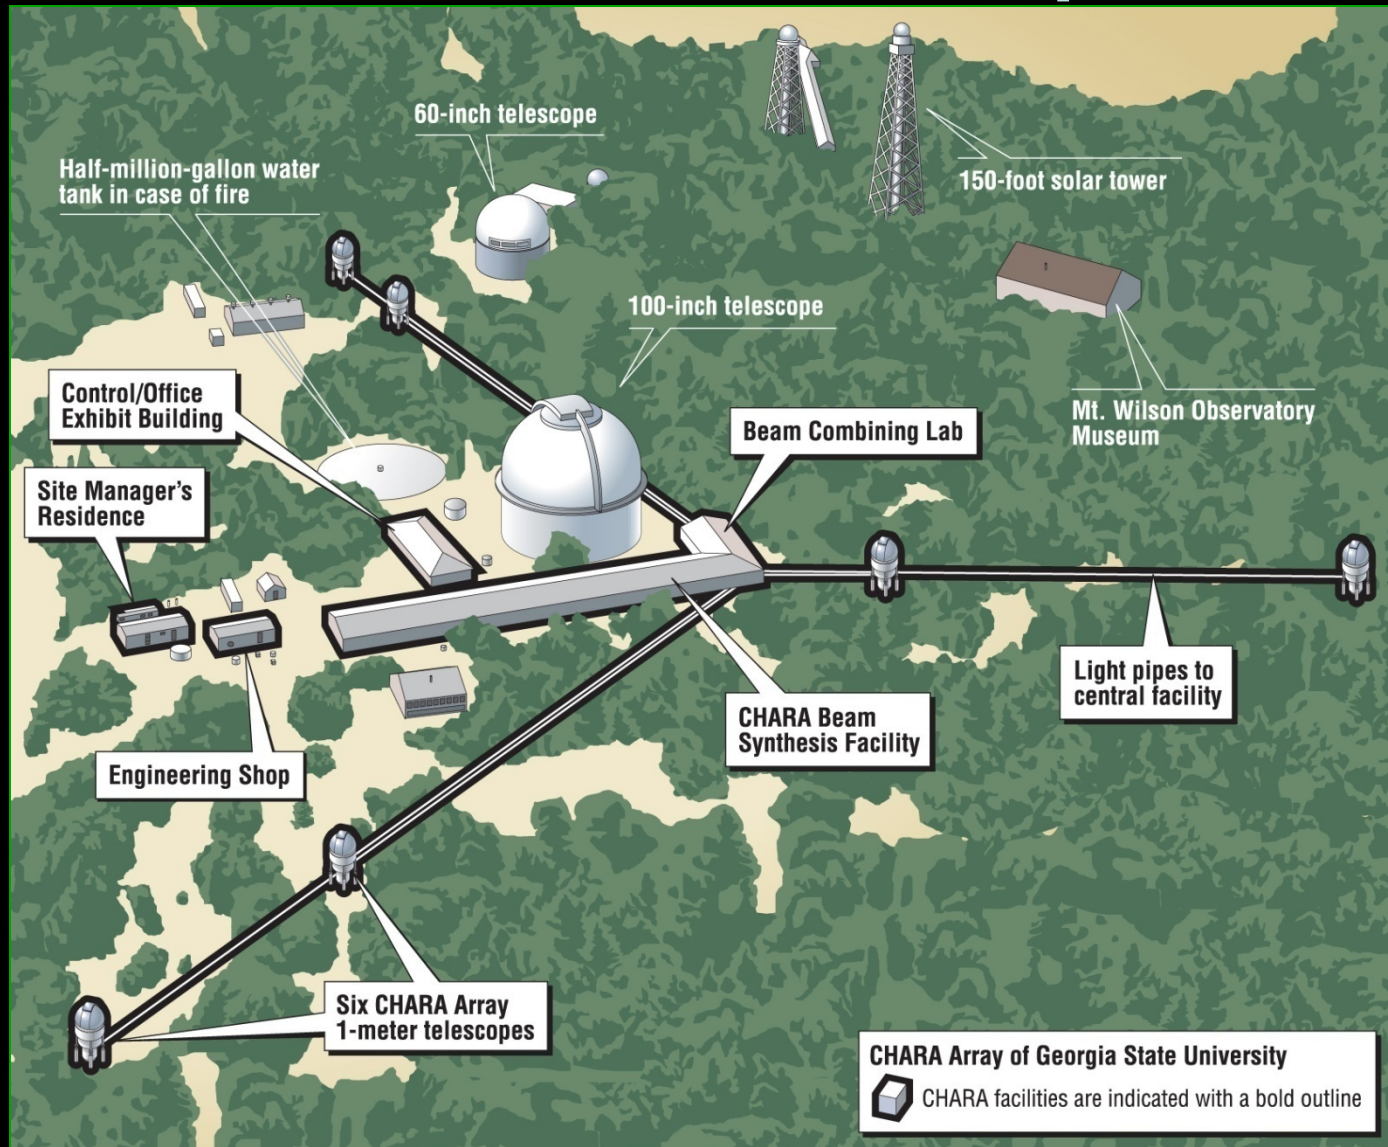 60-inch telescope
Half-million-gallon water
tank in case of fire
150-foot solar tower
100-inch telescope
Control/Office
Exhibit Building
Mt. Wilson Observatory
Museum
Beam Combining Lab
Site Manager's
Residence
Light pipes to
central facility
CHARA Beam
Synthesis Facility
Engineering Shop
Six CHARA Array
1-meter telescopes
CHARA Array of Georgia State University
CHARA facilities are indicated with a bold outline